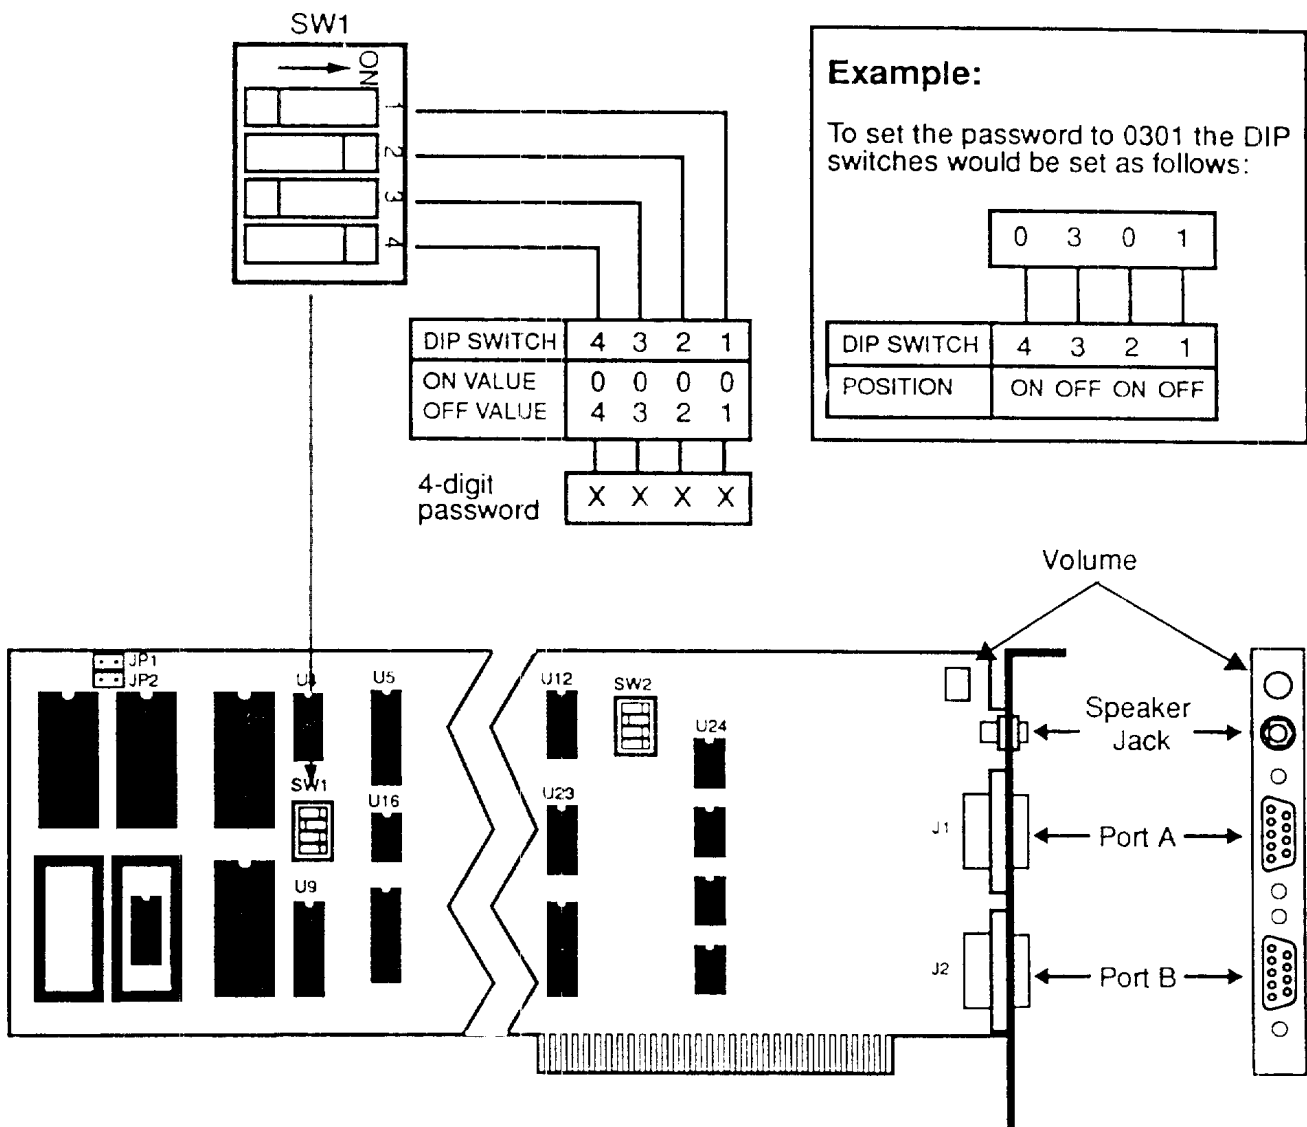 SW1
ON
1
2
3
4
DIP SWITCH 4 3 2 1
ON VALUE 0 0 0 0
OFF VALUE 4 3 2 1
4-digit
password
X X X X
Example:
To set the password to 0301 the DIP
switches would be set as follows:
0 3 0 1
DIP SWITCH 4 3 2 1
POSITION ON OFF ON OFF
Volume
JP1
JP2
U4
U5
U12
SW2
U24
Speaker
Jack
SW1
U16
U23
J1
Port A
U9
J2
Port B